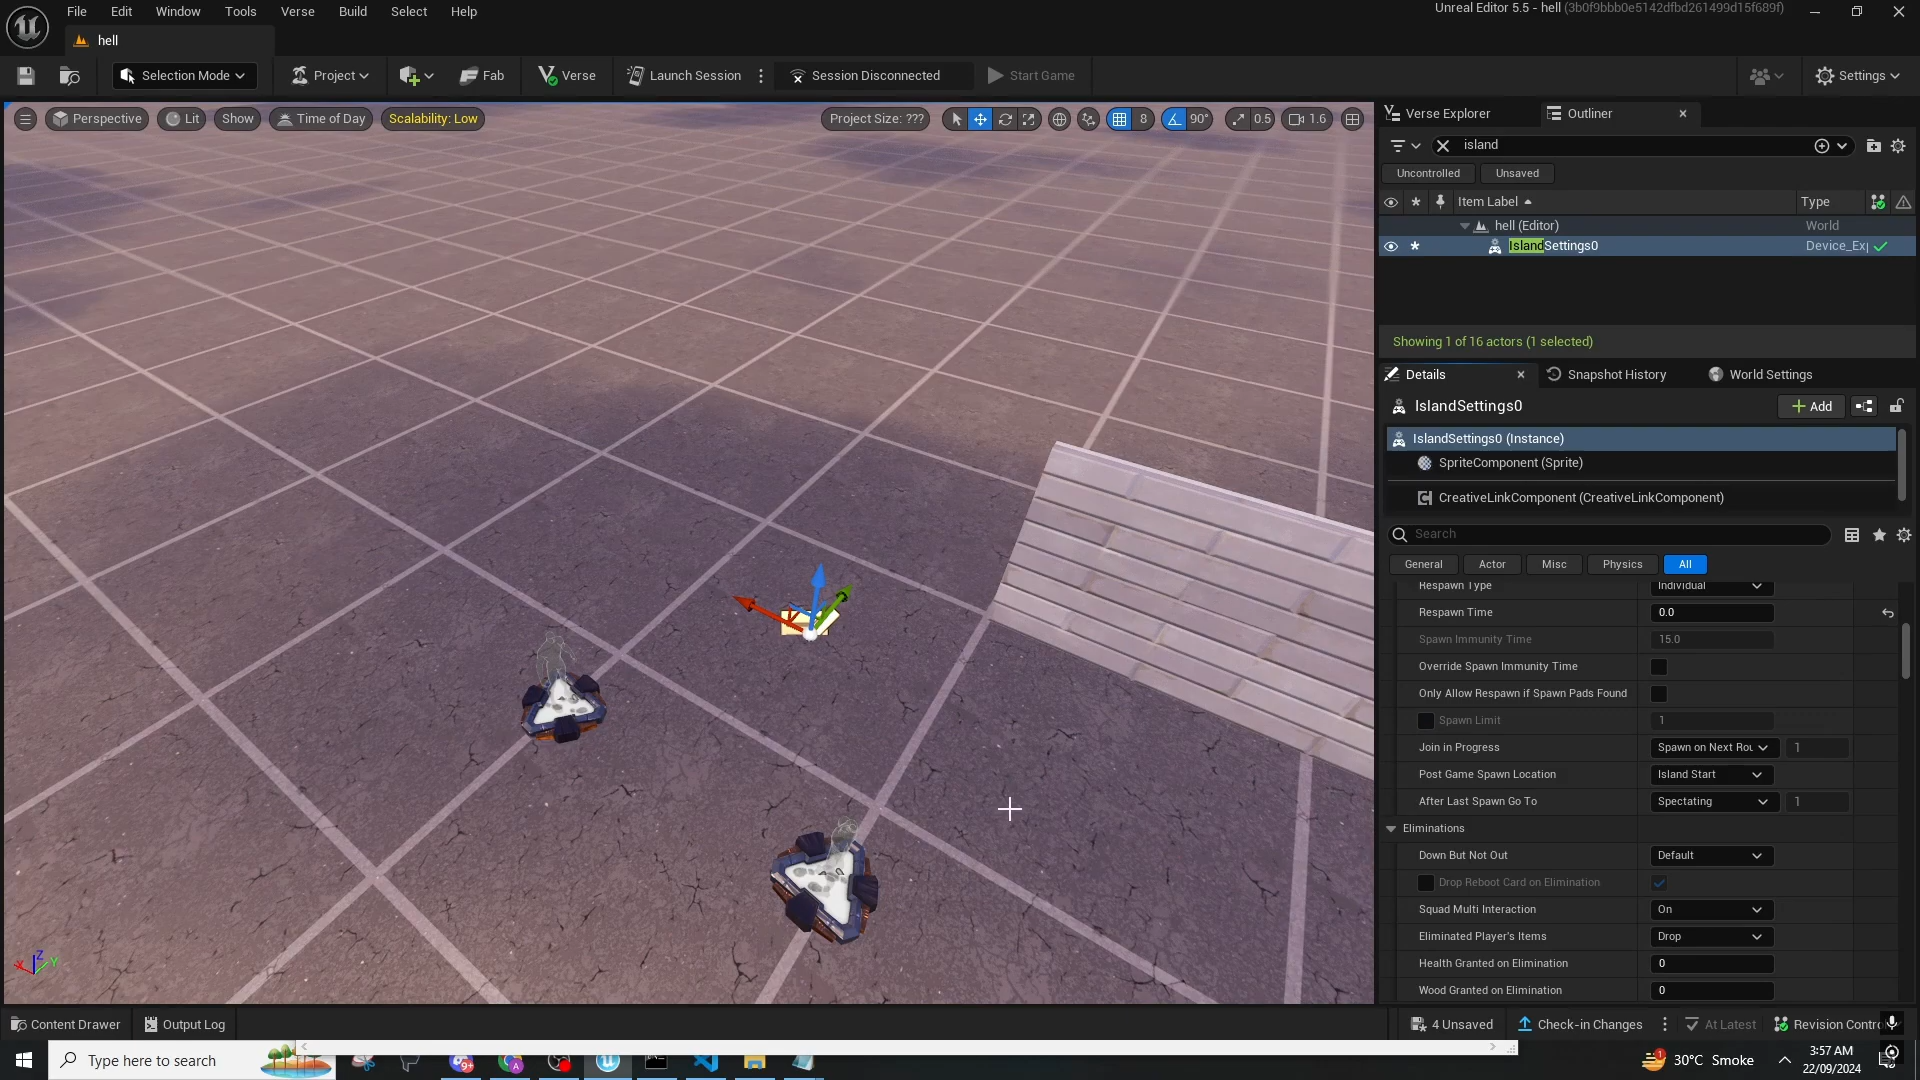 File Edit Window Tools Verse Build Select Help
Unreal Editor 5.5 - hell (3b0f9bbb0e5142dfbd261499d15f689f)
hell
Selection Mode Project Fab Verse Launch Session Session Disconnected Start Game Settings
Perspective Lit Show Time of Day Scalability: Low Project Size: ??? 8 90° 0.5 1.6
Verse Explorer Outliner
island
Uncontrolled Unsaved
Item Label Type
hell (Editor) World
IslandSettings0 Device_Ex
Showing 1 of 16 actors (1 selected)
Details Snapshot History World Settings
IslandSettings0 Add
IslandSettings0 (Instance)
SpriteComponent (Sprite)
CreativeLinkComponent (CreativeLinkComponent)
Search
General Actor Misc Physics All
Respawn Type Individual
Respawn Time 0.0
Spawn Immunity Time 15.0
Override Spawn Immunity Time
Only Allow Respawn if Spawn Pads Found
Spawn Limit 1
Join in Progress Spawn on Next Rou 1
Post Game Spawn Location Island Start
After Last Spawn Go To Spectating 1
Eliminations
Down But Not Out Default
Drop Reboot Card on Elimination
Squad Multi Interaction On
Eliminated Player's Items Drop
Health Granted on Elimination 0
Wood Granted on Elimination 0
X Z Y
Content Drawer Output Log 4 Unsaved Check-in Changes At Latest Revision Contro
Type here to search 9+ A 1 30°C Smoke 3:57 AM
22/09/2024